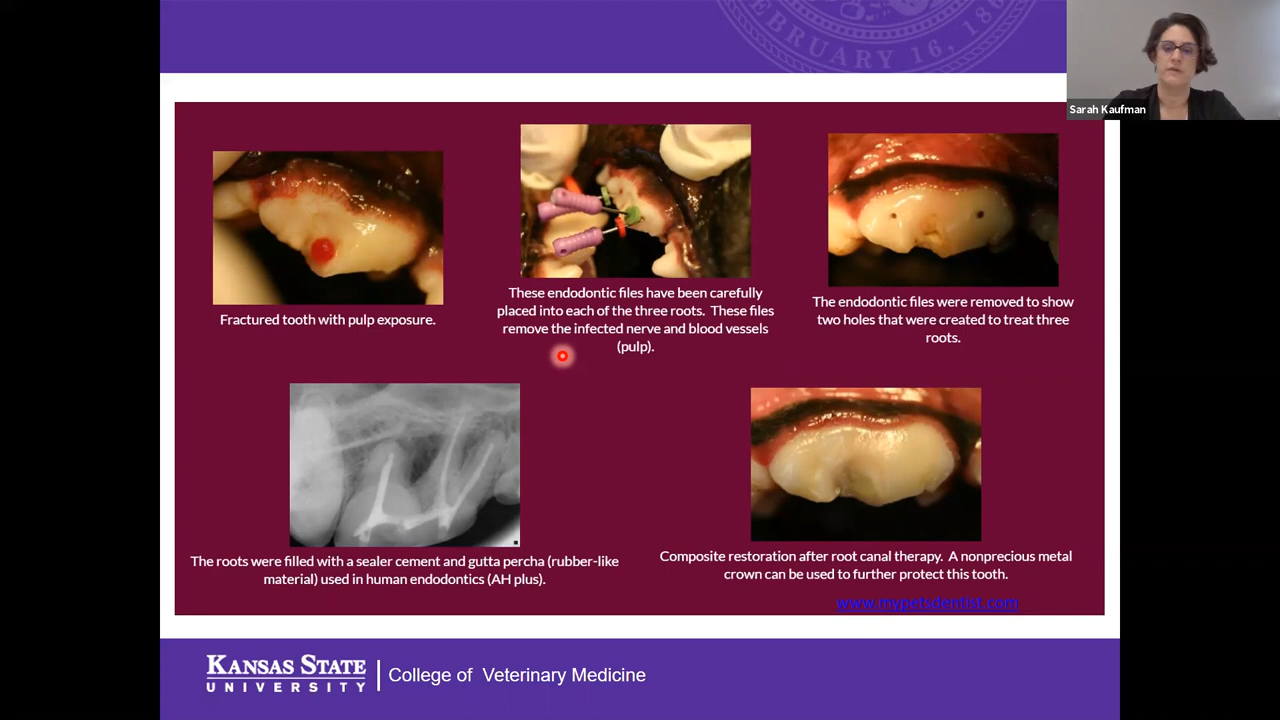 FEBRUARY 16, 186
Sarah Kaufman
Fractured tooth with pulp exposure.
These endodontic files have been carefully
placed into each of the three roots. These files
remove the infected nerve and blood vessels
(pulp).
The endodontic files were removed to show
two holes that were created to treat three
roots.
The roots were filled with a sealer cement and gutta percha (rubber-like
material) used in human endodontics (AH plus).
Composite restoration after root canal therapy. A nonprecious metal
crown can be used to further protect this tooth.
www.mypetsdentist.com
KANSAS STATE
UNIVERSITY
College of Veterinary Medicine